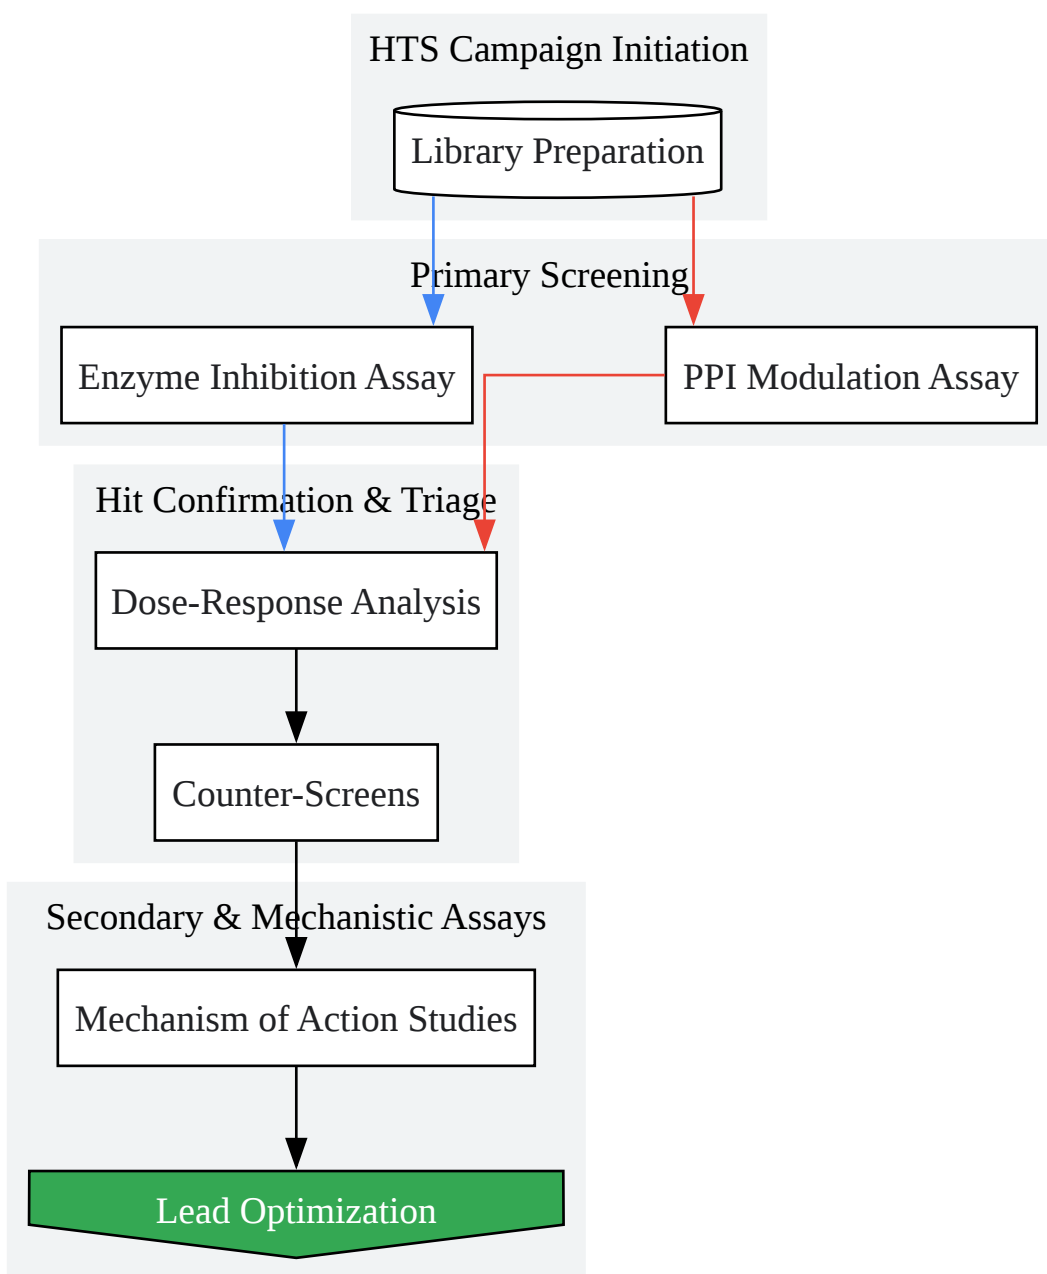 HTS Campaign Initiation
Library Preparation
Primary Screening
Enzyme Inhibition Assay
PPI Modulation Assay
Hit Confirmation & Triage
Dose-Response Analysis
Counter-Screens
Secondary & Mechanistic Assays
Mechanism of Action Studies
Lead Optimization